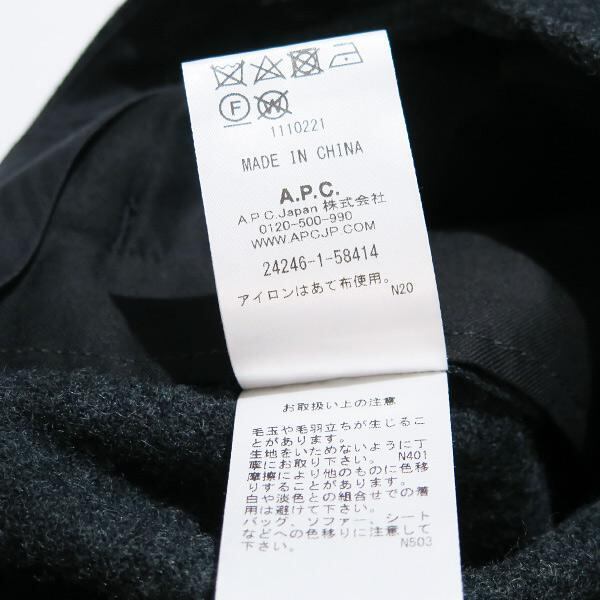 F W
1110221
MADE IN CHINA
A.P.C.
A.P.C.Japan 株式会社
0120-500-990
WWW.APCJP.COM
24246-1-58414
アイロンはあて布使用。 N20
お取扱い上の注意
毛玉や毛羽立ちが生じるこ
とがあります。
生地をいためないように丁
寧にお取り下さい。 N401
摩擦により他のものに色移
りすることがあります。
白や淡色との組合せでの着
用は避けて下さい。
バッグ、ソファー、シート
などへの色移りに注意して
下さい。 N503